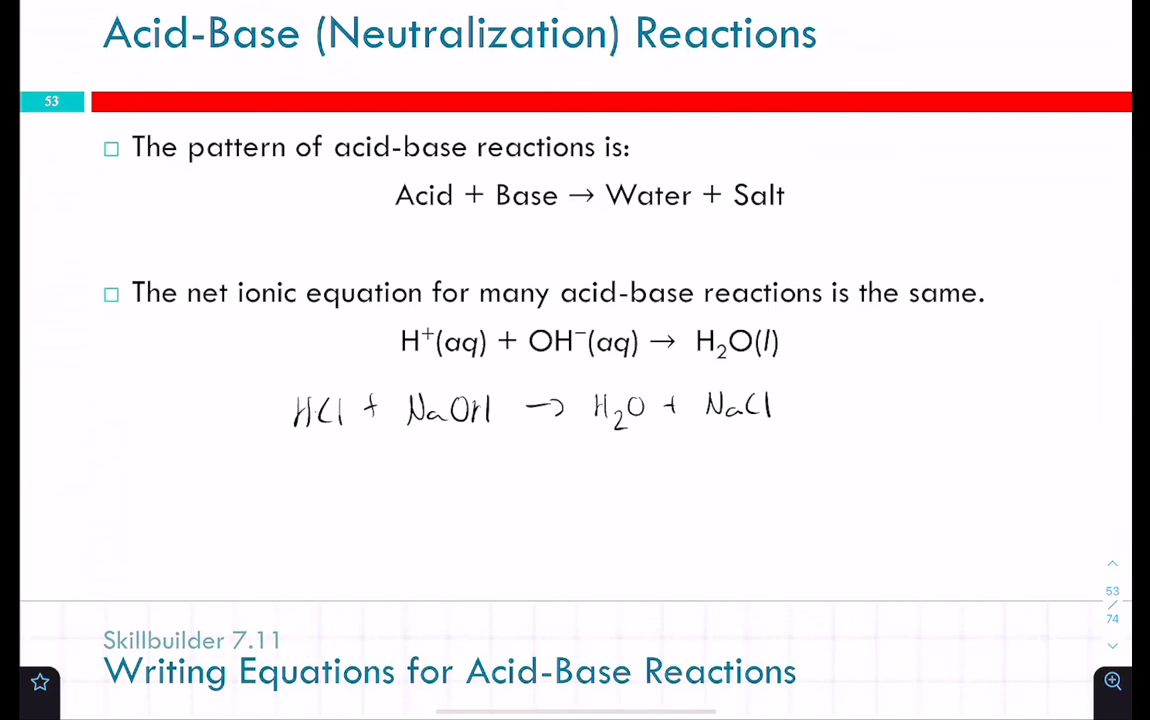 Acid-Base (Neutralization) Reactions
53
□ The pattern of acid-base reactions is:
Acid + Base → Water + Salt
□ The net ionic equation for many acid-base reactions is the same.
H⁺(aq) + OH⁻(aq) → H₂O(l)
HCl + NaOH → H₂O + NaCl
53
/
74
Skillbuilder 7.11
Writing Equations for Acid-Base Reactions